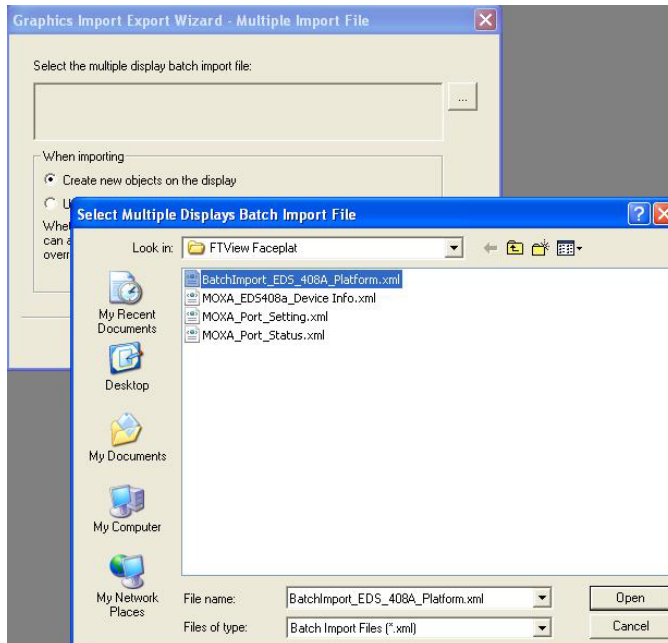 Graphics Import Export Wizard - Multiple Import File
Select the multiple display batch import file:
...
When importing
Create new objects on the display
Select Multiple Displays Batch Import File
Look in:
FTView Faceplat
BatchImport_EDS_408A_Platform.xml
MOXA_EDS408a_Device Info.xml
MOXA_Port_Setting.xml
MOXA_Port_Status.xml
My Recent
Documents
Desktop
My Documents
My Computer
My Network
Places
File name:
BatchImport_EDS_408A_Platform.xml
Open
Files of type:
Batch Import Files (*.xml)
Cancel